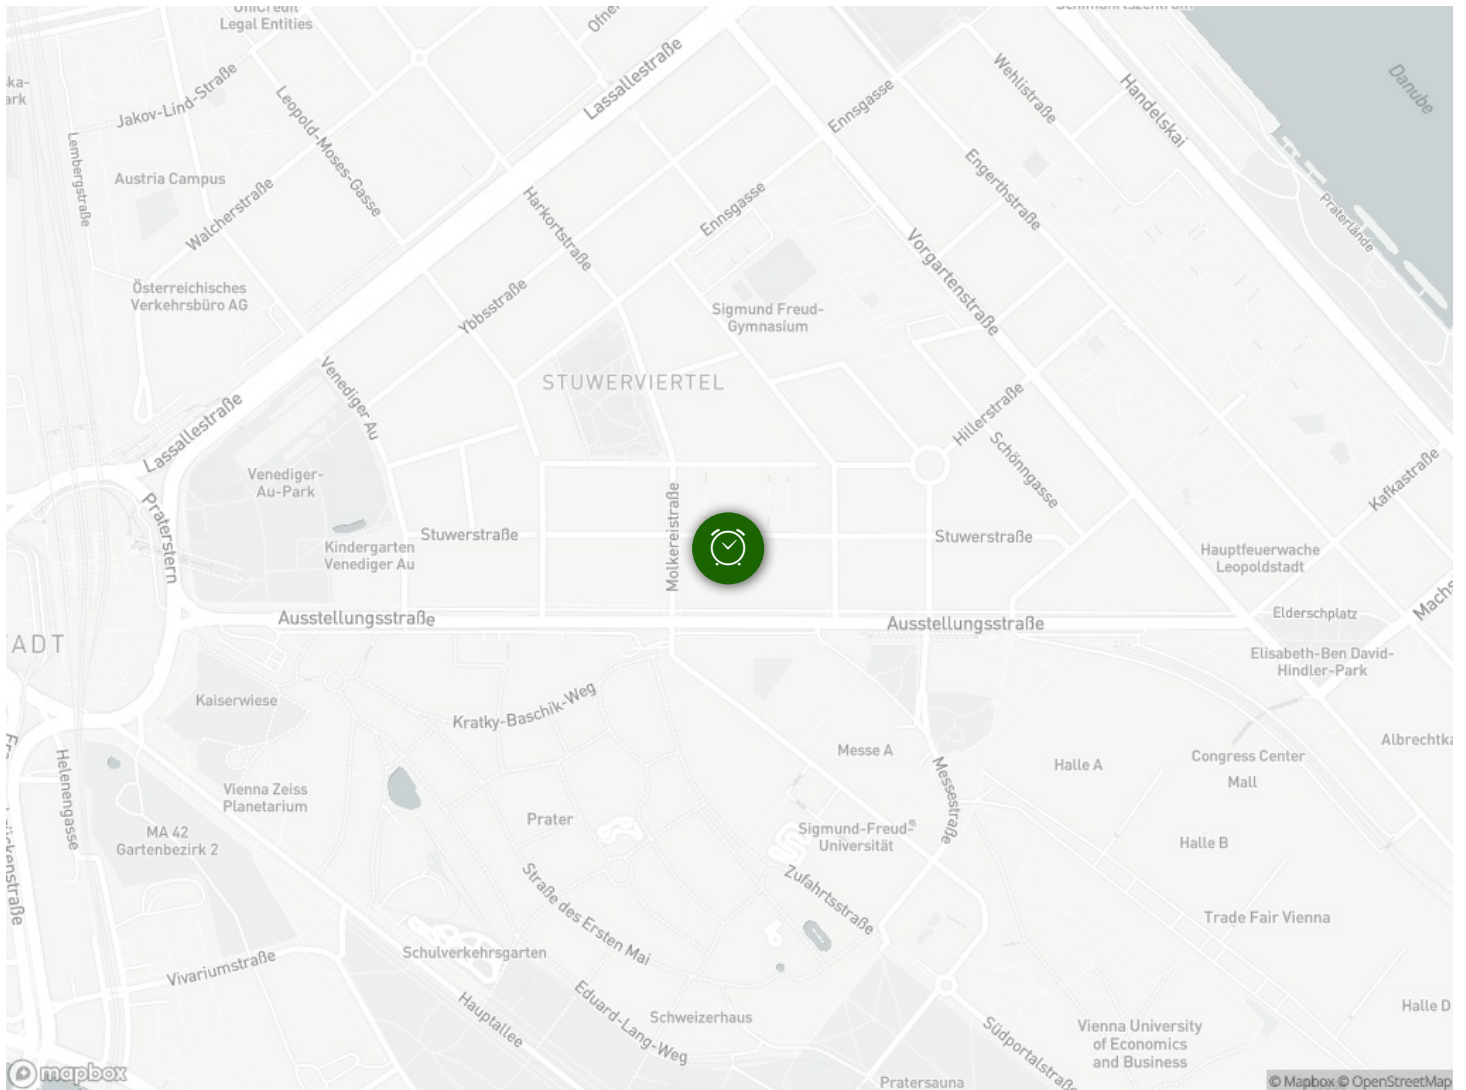 UniCredit
Legal Entities
Jakov-Lind-Straße
Lembergstraße
Leopold-Moses-Gasse
Austria Campus
Walcherstraße
Österreichisches
Verkehrsbüro AG
Lassallestraße
Harkortstraße
Ennsgasse
Ennsgasse
Wehlistraße
Handelskai
Danube
Engerthstraße
Praterlände
Vorgartenstraße
Ybbsstraße
Sigmund Freud-
Gymnasium
Venediger Au
STUWERVIERTEL
Hillerstraße
Schönngasse
Kafkastraße
Lassallestraße
Venediger-
Au-Park
Praterstern
Molkereistraße
Stuwerstraße
Stuwerstraße
Kindergarten
Venediger Au
Hauptfeuerwache
Leopoldstadt
Elderschplatz
Machs
Ausstellungsstraße
Ausstellungsstraße
TADT
Elisabeth-Ben David-
Hindler-Park
Kaiserwiese
Kratky-Baschik-Weg
Helenengasse
Messe A
Halle A
Congress Center
Mall
Albrechtka
Messestraße
Vienna Zeiss
Planetarium
MA 42
Gartenbezirk 2
Prater
Sigmund-Freud-
Universität
Halle B
Zufahrtsstraße
Straße des Ersten Mai
Trade Fair Vienna
Schulverkehrsgarten
Vivariumstraße
Hauptallee
Eduard-Lang-Weg
Schweizerhaus
Halle D
Südportalstraße
Vienna University
of Economics
and Business
Pratersauna
mapbox
© Mapbox © OpenStreetMap